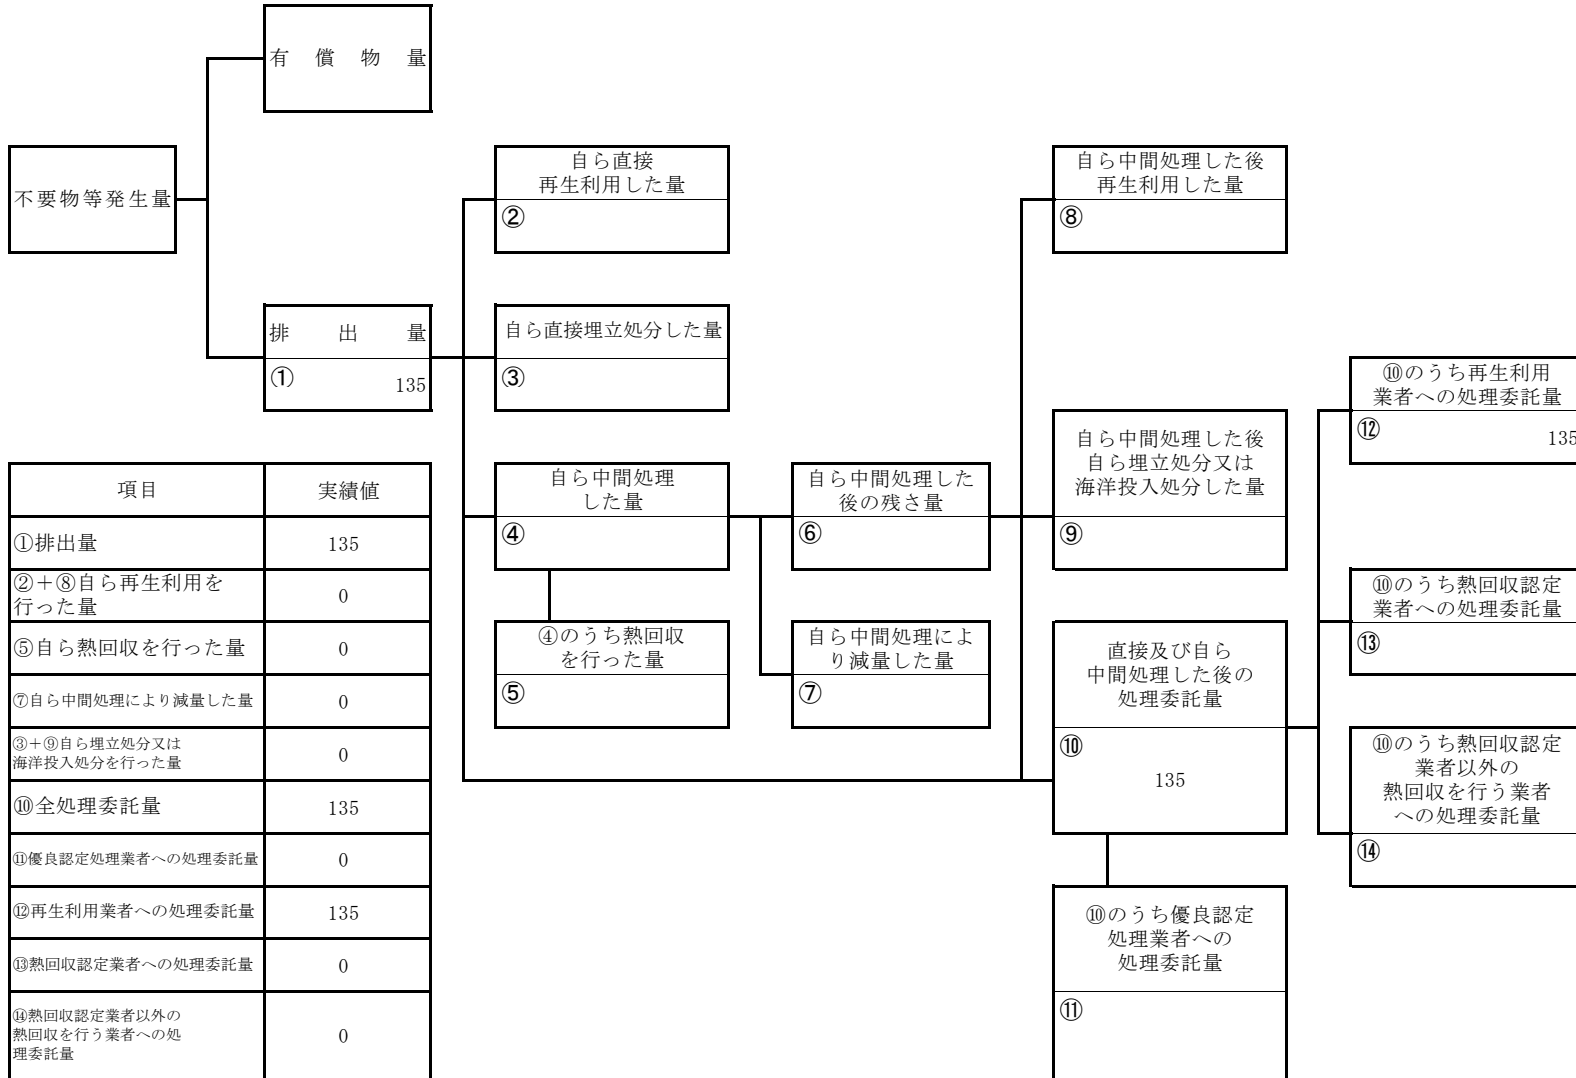 有償物量
不要物等発生量
自ら直接
再生利用した量
②
自ら中間処理した後
再生利用した量
⑧
排出量
① 135
自ら直接埋立処分した量
③
⑩のうち再生利用
業者への処理委託量
⑫ 135
自ら中間処理
した量
④
自ら中間処理した
後の残さ量
⑥
自ら中間処理した後
自ら埋立処分又は
海洋投入処分した量
⑨
⑩のうち熱回収認定
業者への処理委託量
⑬
④のうち熱回収
を行った量
⑤
自ら中間処理によ
り減量した量
⑦
直接及び自ら
中間処理した後の
処理委託量
⑩
135
⑩のうち熱回収認定
業者以外の
熱回収を行う業者
への処理委託量
⑭
⑩のうち優良認定
処理業者への
処理委託量
⑪
項目 実績値
①排出量 135
②+⑧自ら再生利用を
行った量 0
⑤自ら熱回収を行った量 0
⑦自ら中間処理により減量した量 0
③+⑨自ら埋立処分又は
海洋投入処分を行った量 0
⑩全処理委託量 135
⑪優良認定処理業者への処理委託量 0
⑫再生利用業者への処理委託量 135
⑬熱回収認定業者への処理委託量 0
⑭熱回収認定業者以外の
熱回収を行う業者への処
理委託量 0